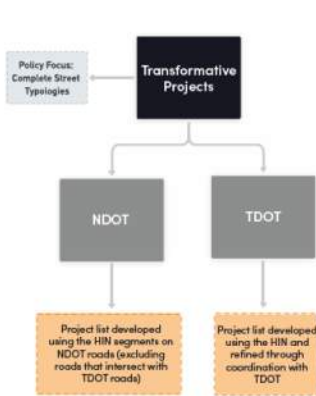 Policy Focus:
Complete Street
Typologies
Transformative
Projects
NDOT
TDOT
Project list developed
using the HIN segments on
NDOT roads (excluding
roads that intersect with
TDOT roads)
Project list developed
using the HIN and
refined through
coordination with
TDOT